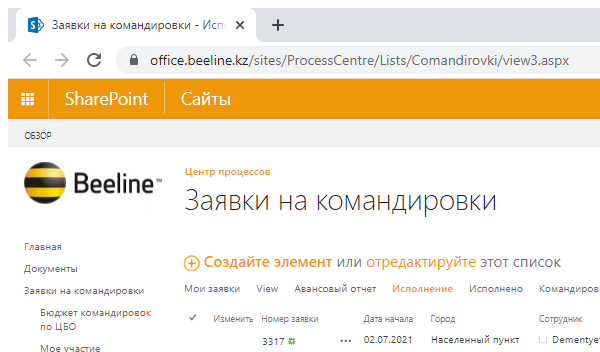 Заявки на командировки - Исп
office.beeline.kz/sites/ProcessCentre/Lists/Comandirovki/view3.aspx
SharePoint Сайты
ОБЗОР
Beeline™
Центр процессов
Заявки на командировки
Главная
Документы
Заявки на командировки
Бюджет командировок
по ЦБО
Мое участие
Создайте элемент или отредактируйте этот список
Мои заявки View Авансовый отчет Исполнение Исполнено Командиров
Изменить Номер заявки Дата начала Город Сотрудник
3317 ... 02.07.2021 Населенный пункт Dementye